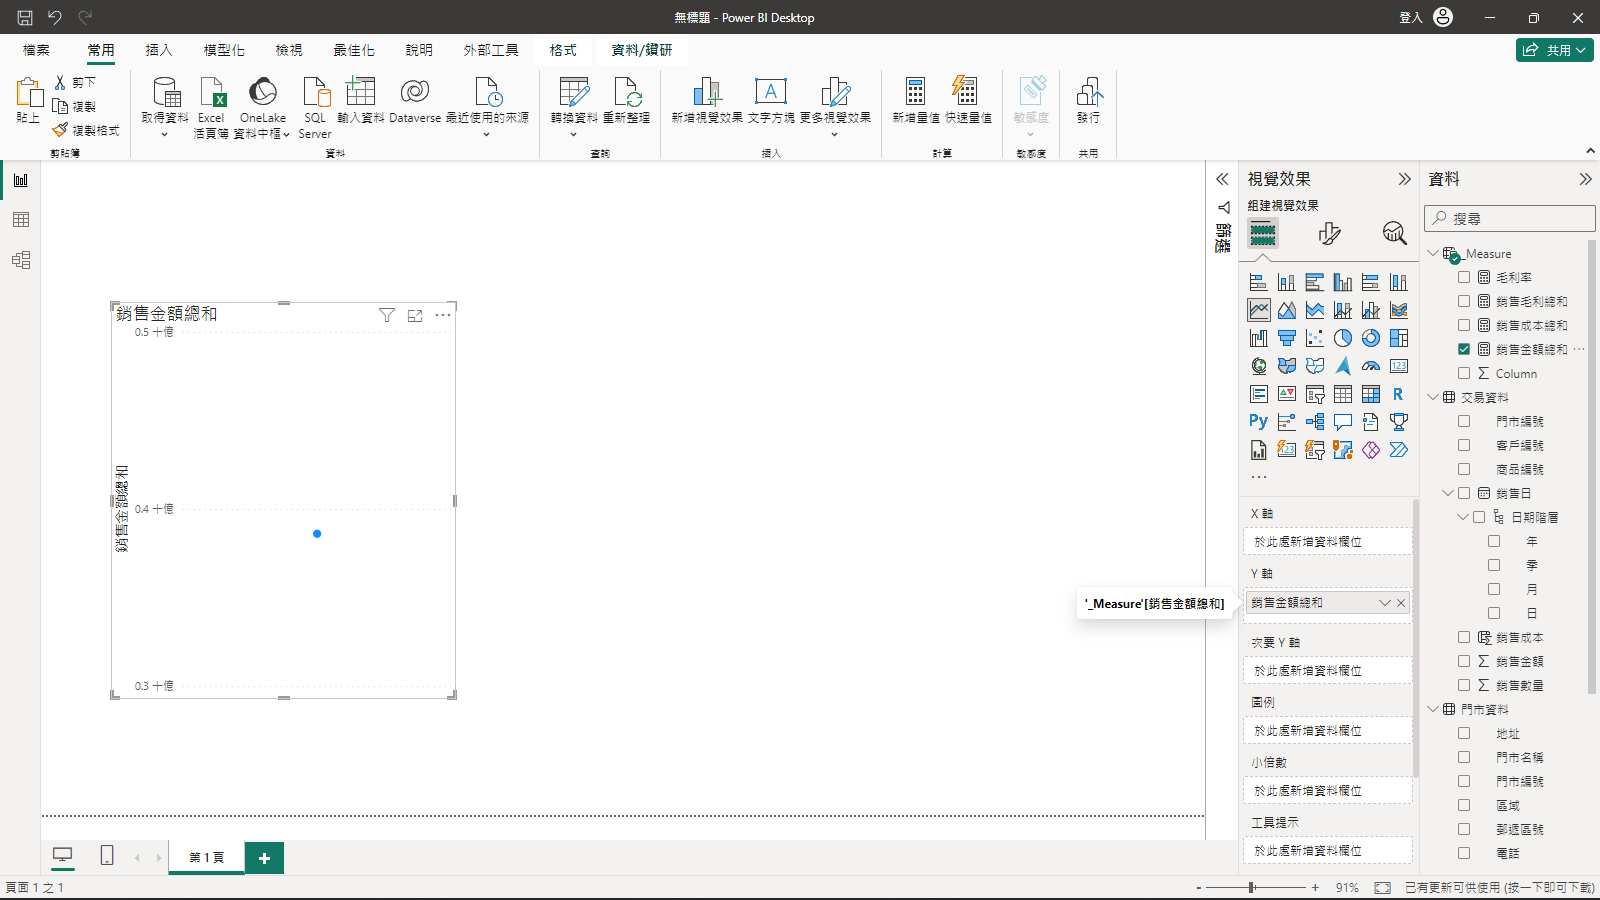 無標題 - Power BI Desktop
登入
檔案
常用
插入
模型化
檢視
最佳化
說明
外部工具
格式
資料/鑽研
共用
貼上
剪下
複製
複製格式
剪貼簿
取得資料
Excel
活頁簿
OneLake
資料中樞
SQL
Server
輸入資料
Dataverse
最近使用的來源
資料
轉換資料
重新整理
查詢
新增視覺效果
文字方塊
更多視覺效果
插入
新增量值
快速量值
計算
敏感度
敏感度
發行
共用
銷售金額總和
0.5 十億
0.4 十億
0.3 十億
銷售金額總和
'_Measure'[銷售金額總和]
篩選
視覺效果
組建視覺效果
X 軸
於此處新增資料欄位
Y 軸
銷售金額總和
次要 Y 軸
於此處新增資料欄位
圖例
於此處新增資料欄位
小倍數
於此處新增資料欄位
工具提示
於此處新增資料欄位
資料
搜尋
_Measure
毛利率
銷售毛利總和
銷售成本總和
銷售金額總和
Column
交易資料
門市編號
客戶編號
商品編號
銷售日
日期階層
年
季
月
日
銷售成本
銷售金額
銷售數量
門市資料
地址
門市名稱
門市編號
區域
郵遞區號
電話
第 1 頁
頁面 1 之 1
- + 91%
已有更新可供使用 (按一下即可下載)